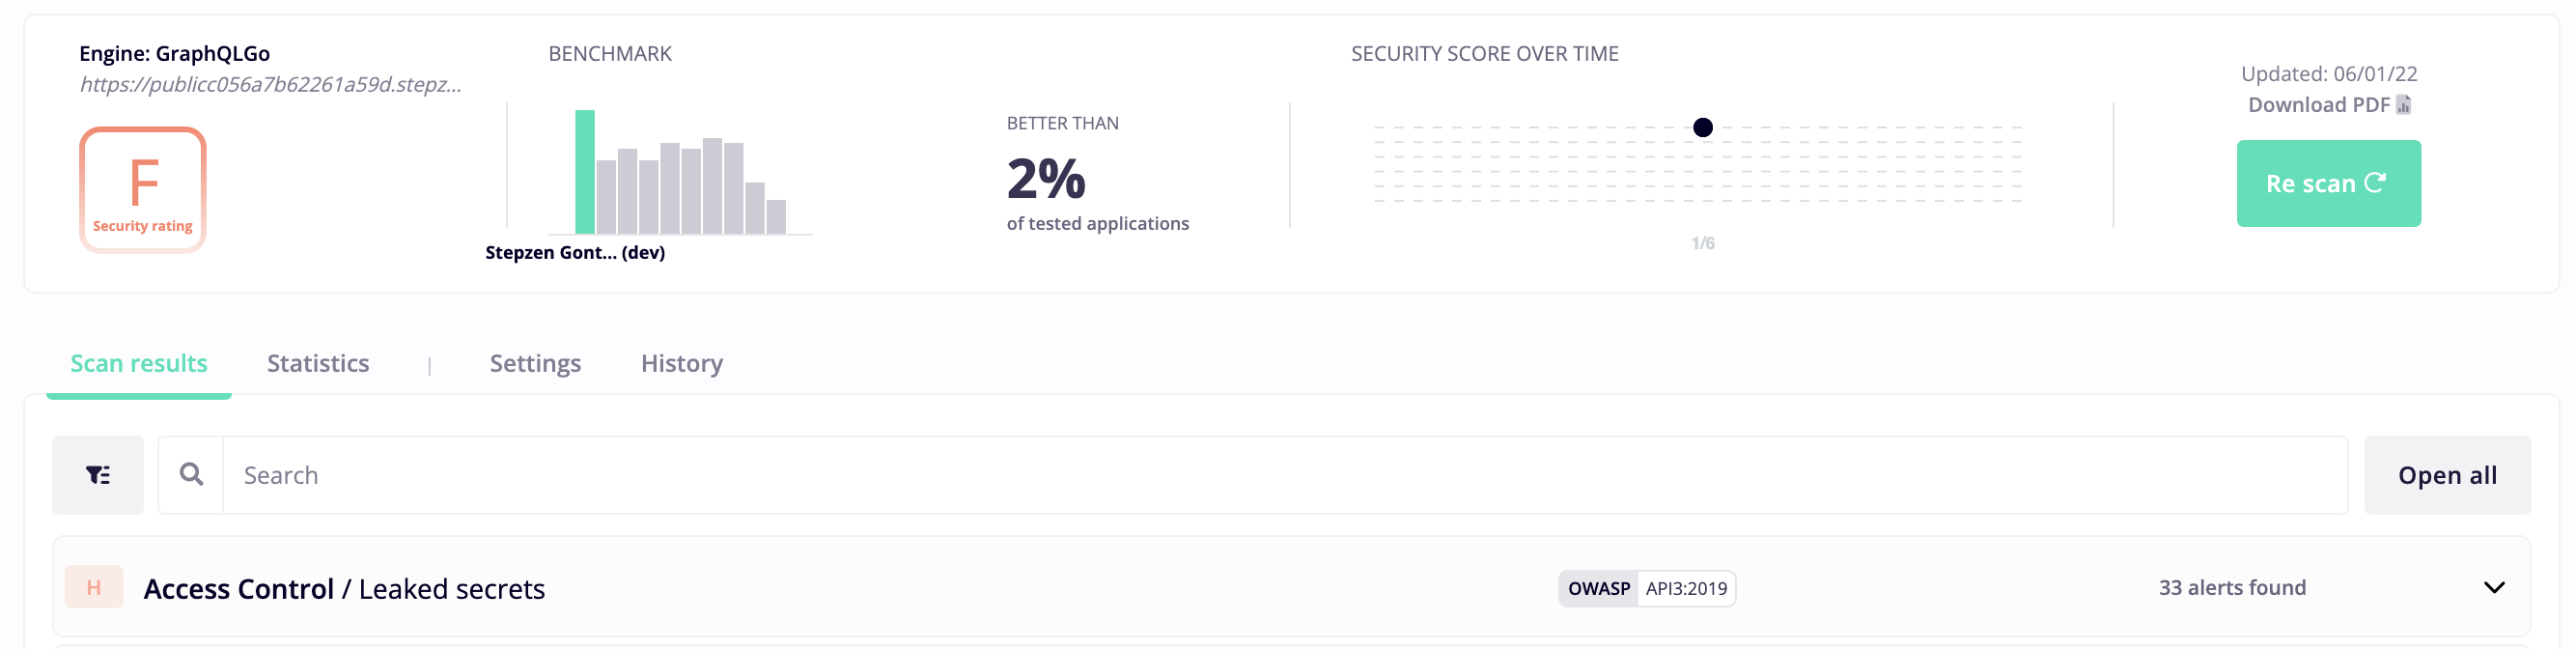 Engine: GraphQLGo
https://publicc056a7b62261a59d.stepz...
F
Security rating
BENCHMARK
Stepzen Gont... (dev)
BETTER THAN
2%
of tested applications
SECURITY SCORE OVER TIME
1/6
Updated: 06/01/22
Download PDF
Re scan
Scan results Statistics | Settings History
Search
Open all
H Access Control / Leaked secrets OWASP API3:2019 33 alerts found